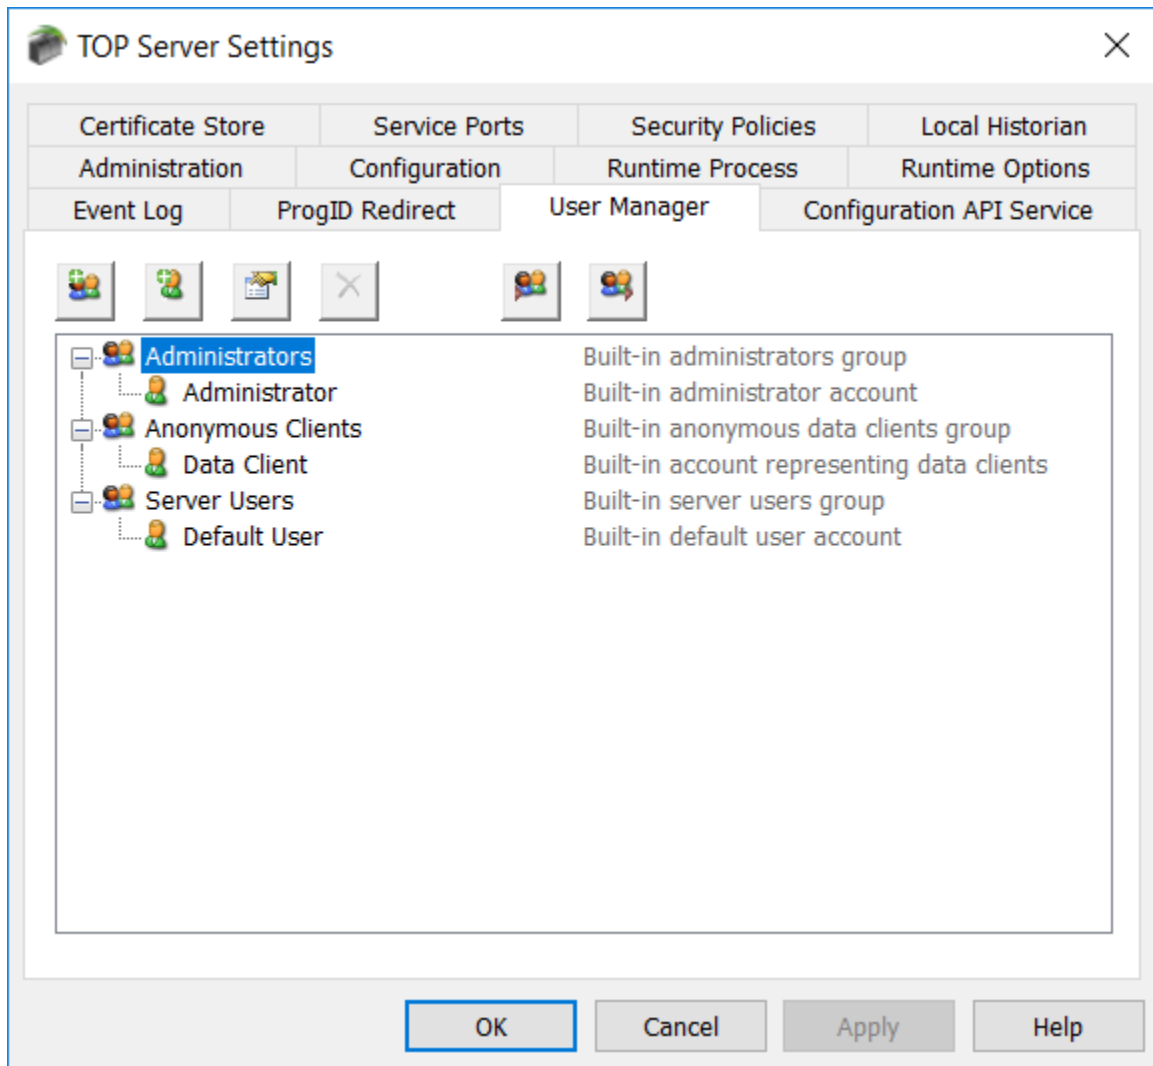 TOP Server Settings
Certificate Store Service Ports Security Policies Local Historian
Administration Configuration Runtime Process Runtime Options
Event Log ProgID Redirect User Manager Configuration API Service
Administrators Built-in administrators group
Administrator Built-in administrator account
Anonymous Clients Built-in anonymous data clients group
Data Client Built-in account representing data clients
Server Users Built-in server users group
Default User Built-in default user account
OK Cancel Apply Help